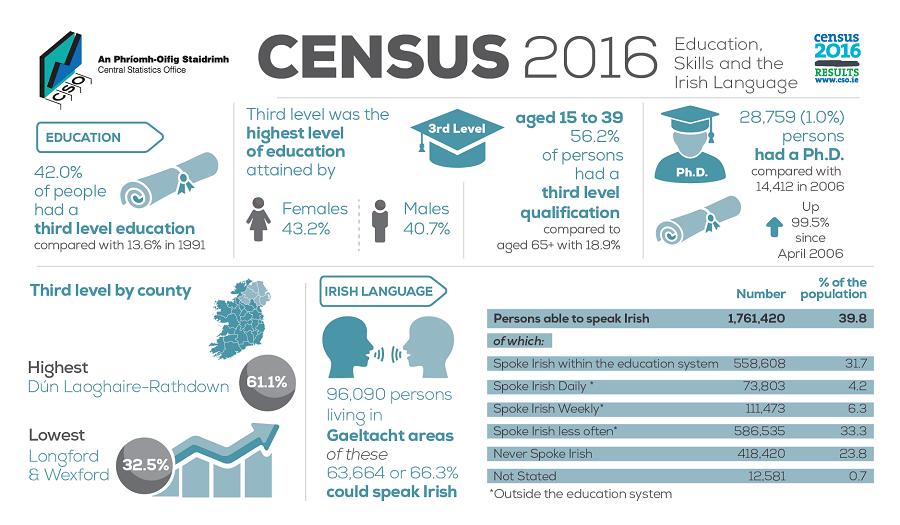 CSO
An Phríomh-Oifig Staidrimh
Central Statistics Office
CENSUS 2016
Education,
Skills and the
Irish Language
census
2016
RESULTS
www.cso.ie
EDUCATION
42.0%
of people
had a
third level education
compared with 13.6% in 1991
Third level was the
highest level
of education
attained by
Females
43.2%
Males
40.7%
3rd Level
aged 15 to 39
56.2%
of persons
had a
third level
qualification
compared to
aged 65+ with 18.9%
Ph.D.
28,759 (1.0%)
persons
had a Ph.D.
compared with
14,412 in 2006
Up
99.5%
since
April 2006
Third level by county
Highest
Dún Laoghaire-Rathdown
61.1%
Lowest
Longford
& Wexford
32.5%
IRISH LANGUAGE
96,090 persons
living in
Gaeltacht areas
of these
63,664 or 66.3%
could speak Irish
Number % of the
population
Persons able to speak Irish 1,761,420 39.8
of which:
Spoke Irish within the education system 558,608 31.7
Spoke Irish Daily * 73,803 4.2
Spoke Irish Weekly* 111,473 6.3
Spoke Irish less often* 586,535 33.3
Never Spoke Irish 418,420 23.8
Not Stated 12,581 0.7
*Outside the education system